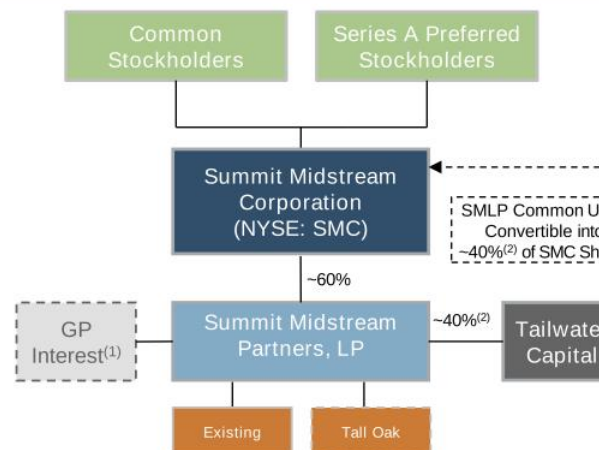 Common
Stockholders
Series A Preferred
Stockholders
Summit Midstream
Corporation
(NYSE: SMC)
SMLP Common U
Convertible into
~40%(2) of SMC Sh
~60%
GP
Interest(1)
Summit Midstream
Partners, LP
~40%(2)
Tailwate
Capital
Existing
Tall Oak